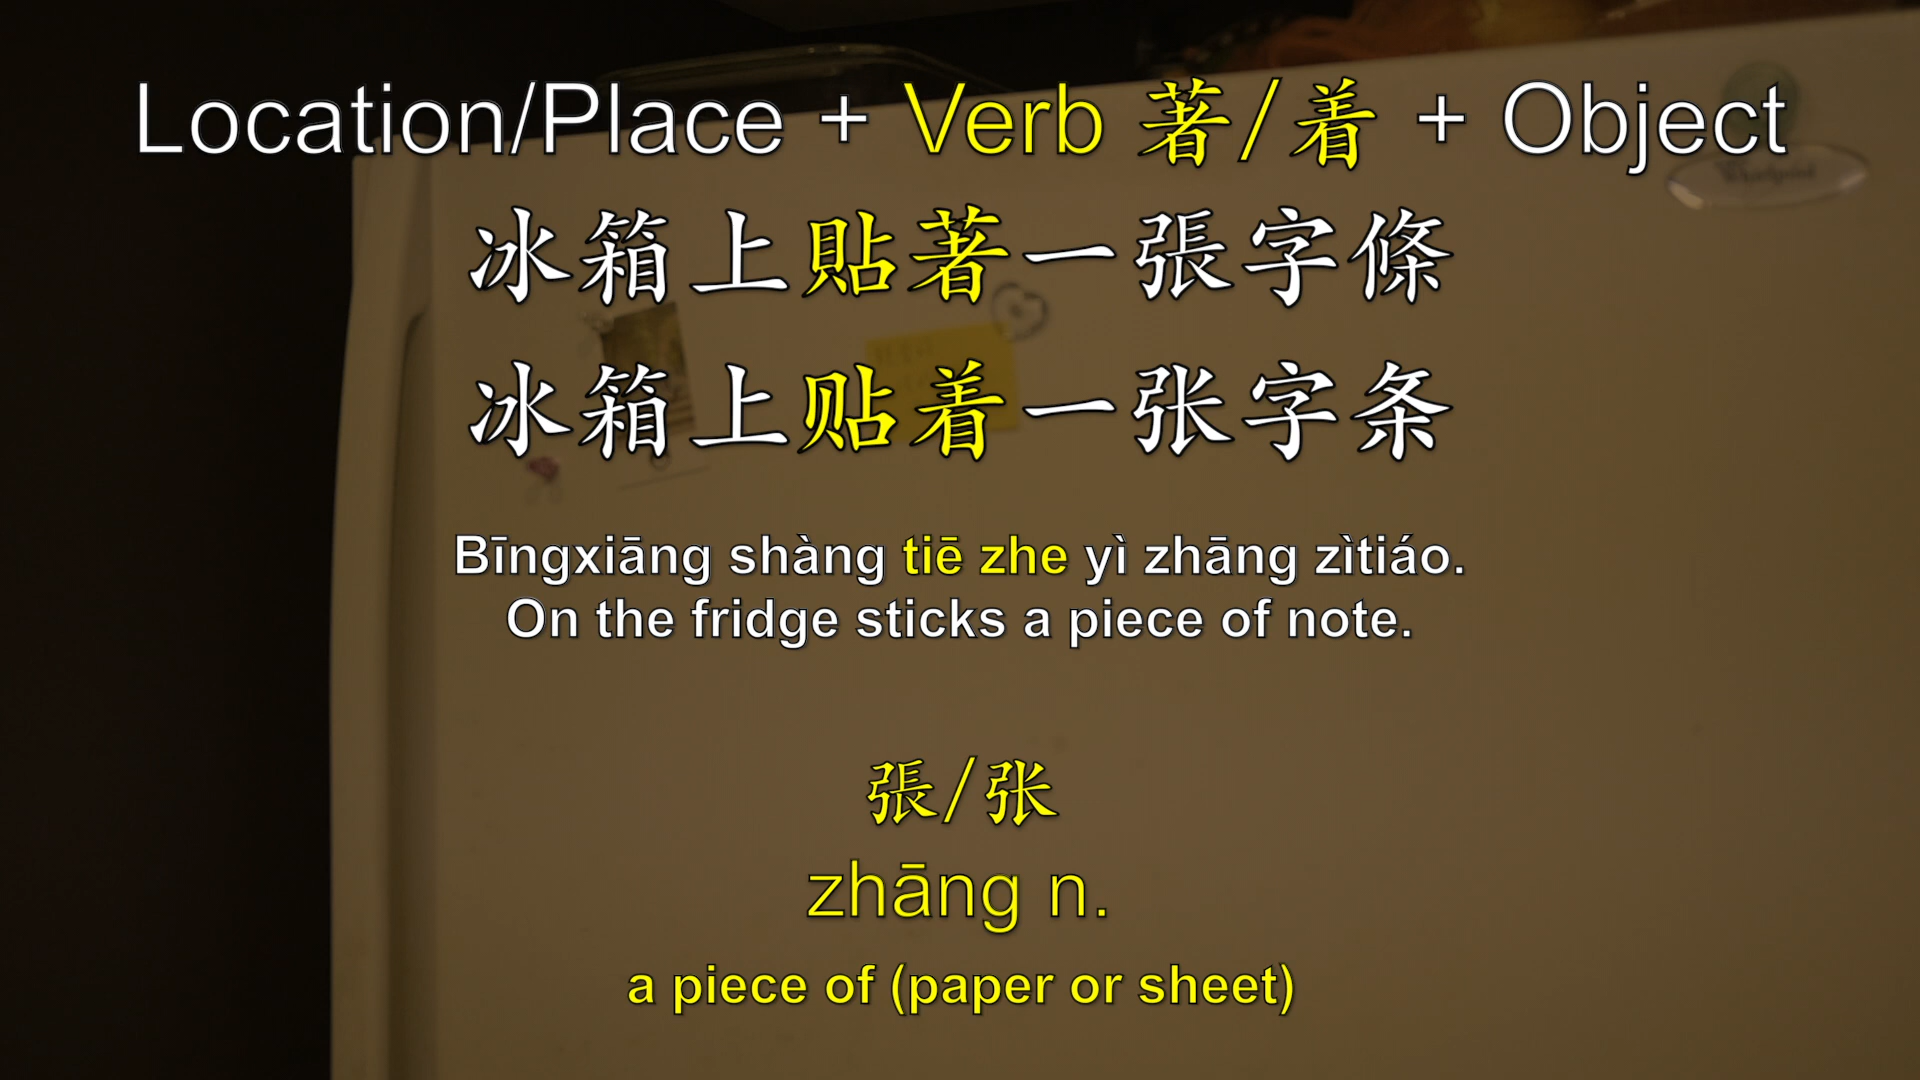 Location/Place + Verb 著/着 + Object
冰箱上貼著一張字條
冰箱上贴着一张字条
Bīngxiāng shàng tiē zhe yì zhāng zìtiáo.
On the fridge sticks a piece of note.
張/张
zhāng n.
a piece of (paper or sheet)
Whirlpool